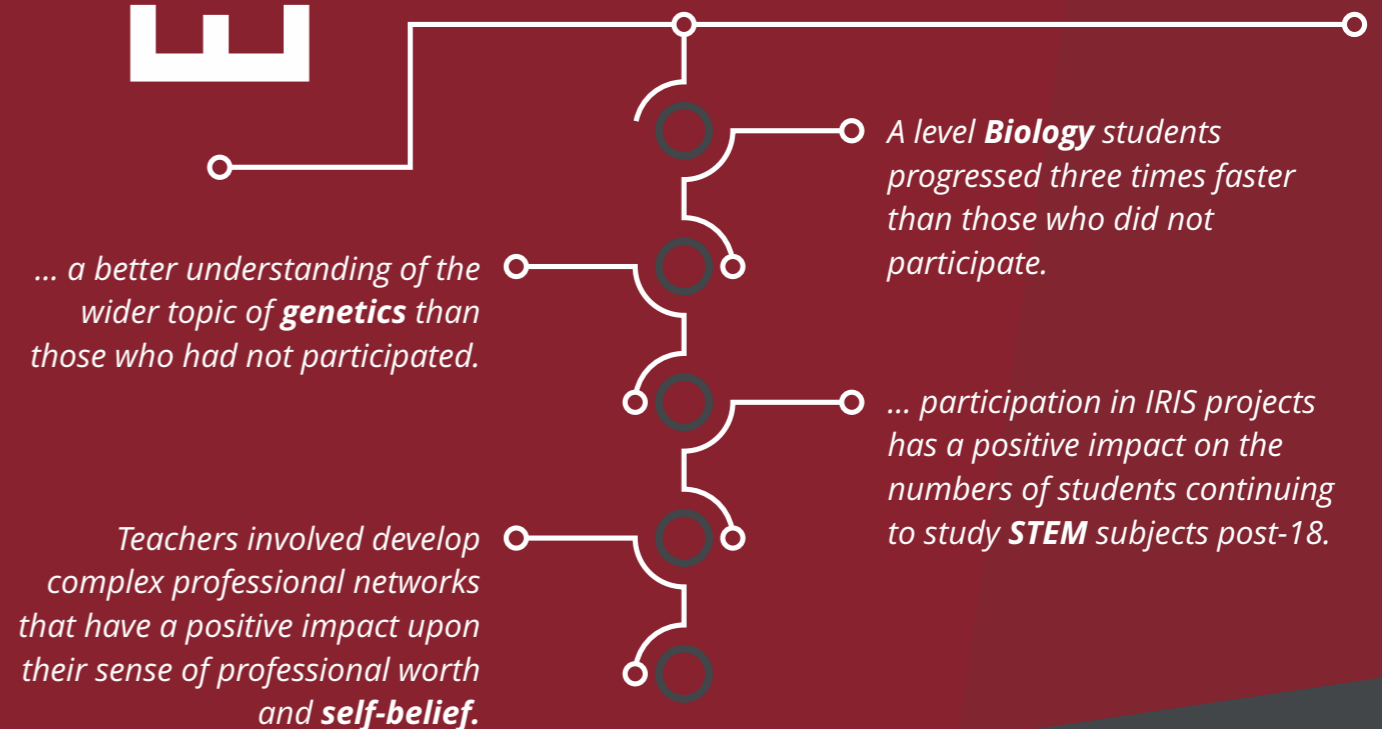 E
A level Biology students
progressed three times faster
than those who did not
participate.
... a better understanding of the
wider topic of genetics than
those who had not participated.
... participation in IRIS projects
has a positive impact on the
numbers of students continuing
to study STEM subjects post-18.
Teachers involved develop
complex professional networks
that have a positive impact upon
their sense of professional worth
and self-belief.